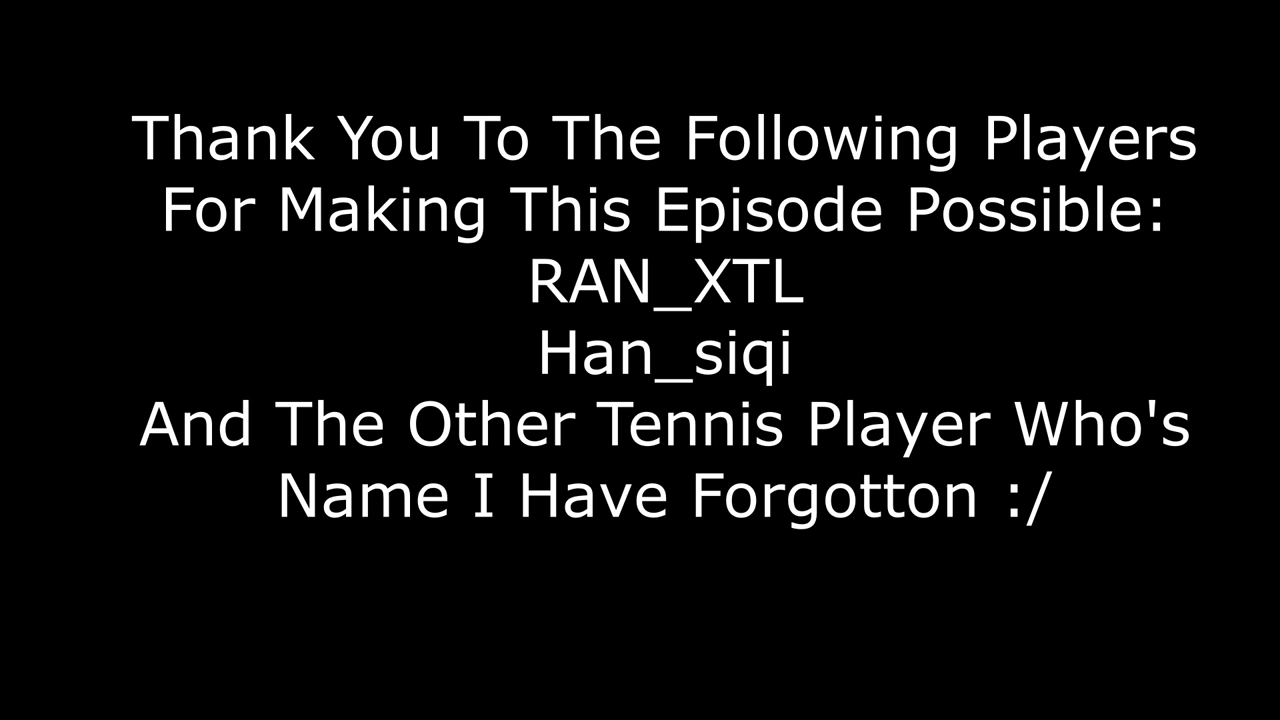 Thank You To The Following Players
For Making This Episode Possible:
RAN_XTL
Han_siqi
And The Other Tennis Player Who's
Name I Have Forgotton :/